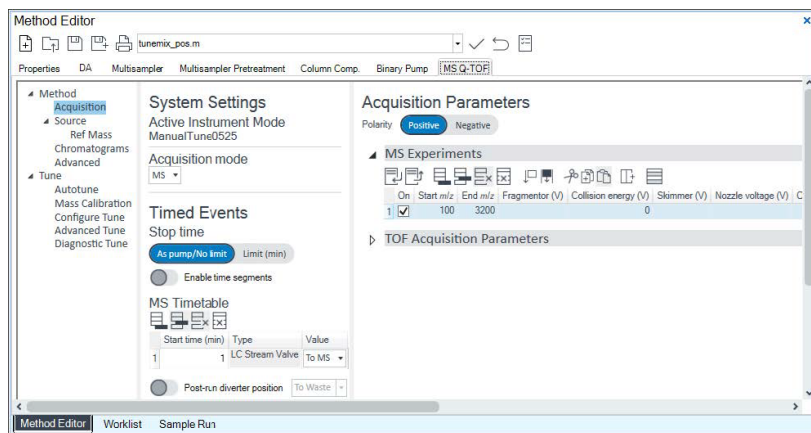 Method Editor
tunemix_pos.m
Properties DA Multisampler Multisampler Pretreatment Column Comp. Binary Pump MS Q-TOF
Method
Acquisition
Source
Ref Mass
Chromatograms
Advanced
Tune
Autotune
Mass Calibration
Configure Tune
Advanced Tune
Diagnostic Tune
System Settings
Active Instrument Mode
ManualTune0525
Acquisition mode
MS
Timed Events
Stop time
As pump/No limit Limit (min)
Enable time segments
MS Timetable
Start time (min) Type Value
1 1 LC Stream Valve To MS
Post-run diverter position To Waste
Acquisition Parameters
Polarity Positive Negative
MS Experiments
On Start m/z End m/z Fragmentor (V) Collision energy (V) Skimmer (V) Nozzle voltage (V) C
1 100 3200 0
TOF Acquisition Parameters
Method Editor Worklist Sample Run